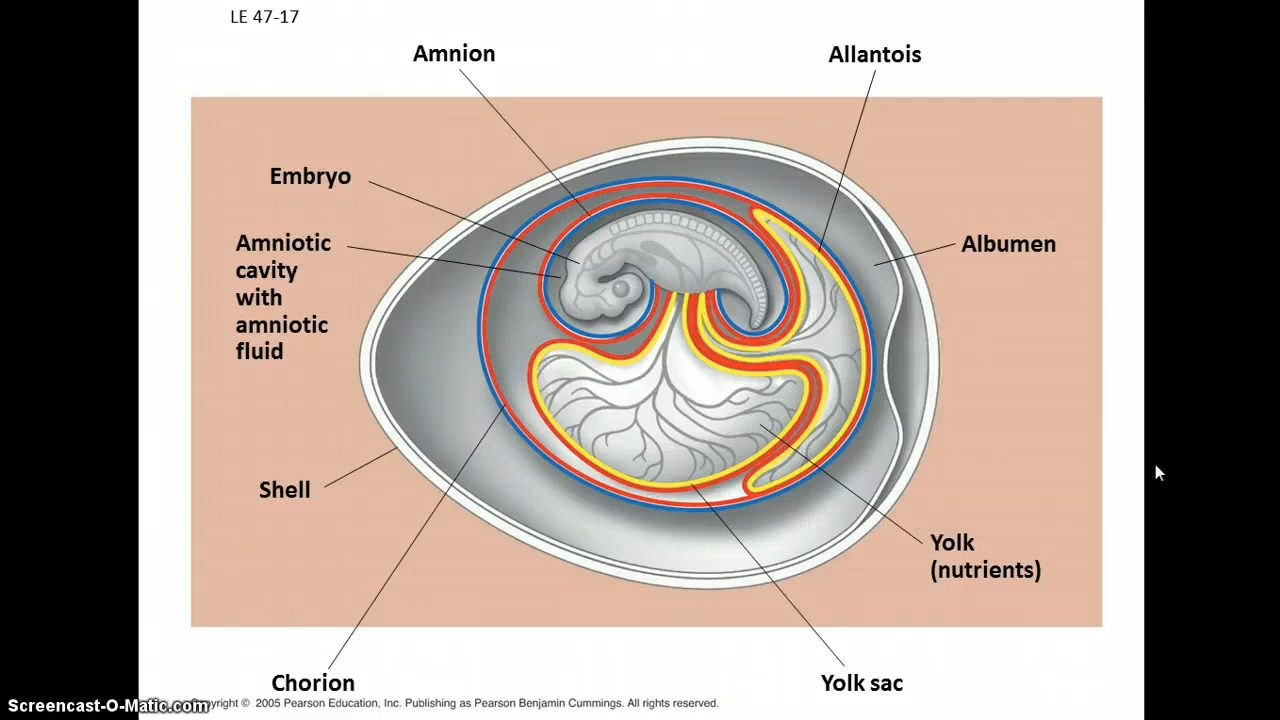 LE 47-17
Amnion
Allantois
Embryo
Amniotic
cavity
with
amniotic
fluid
Albumen
Shell
Yolk
(nutrients)
Chorion
Yolk sac
Screencast-O-Matic.com
© 2005 Pearson Education, Inc. Publishing as Pearson Benjamin Cummings. All rights reserved.